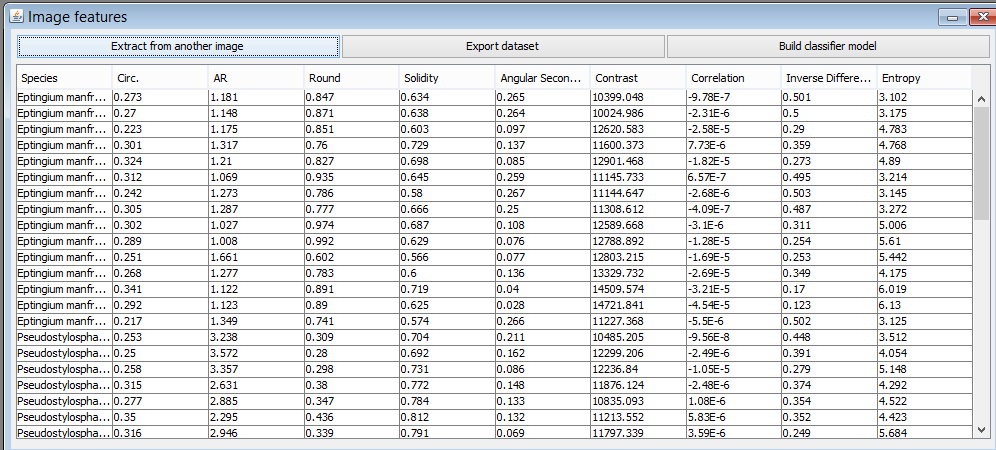 Image features
Extract from another image Export dataset Build classifier model
Species Circ. AR Round Solidity Angular Secon... Contrast Correlation Inverse Differe... Entropy
Eptingium manfr... 0.273 1.181 0.847 0.634 0.265 10399.048 -9.78E-7 0.501 3.102
Eptingium manfr... 0.27 1.148 0.871 0.638 0.264 10024.986 -2.31E-6 0.5 3.175
Eptingium manfr... 0.223 1.175 0.851 0.603 0.097 12620.583 -2.58E-5 0.29 4.783
Eptingium manfr... 0.301 1.317 0.76 0.729 0.137 11600.373 7.73E-6 0.359 4.768
Eptingium manfr... 0.324 1.21 0.827 0.698 0.085 12901.468 -1.82E-5 0.273 4.89
Eptingium manfr... 0.312 1.069 0.935 0.645 0.259 11145.733 6.57E-7 0.495 3.214
Eptingium manfr... 0.242 1.273 0.786 0.58 0.267 11144.647 -2.68E-6 0.503 3.145
Eptingium manfr... 0.305 1.287 0.777 0.666 0.25 11308.612 -4.09E-7 0.487 3.272
Eptingium manfr... 0.302 1.027 0.974 0.687 0.108 12589.668 -3.1E-6 0.311 5.006
Eptingium manfr... 0.289 1.008 0.992 0.629 0.076 12788.892 -1.28E-5 0.254 5.61
Eptingium manfr... 0.251 1.661 0.602 0.566 0.077 12803.215 -1.69E-5 0.253 5.442
Eptingium manfr... 0.268 1.277 0.783 0.6 0.136 13329.732 -2.69E-5 0.349 4.175
Eptingium manfr... 0.341 1.122 0.891 0.719 0.04 14509.574 -3.21E-5 0.17 6.019
Eptingium manfr... 0.292 1.123 0.89 0.625 0.028 14721.841 -4.54E-5 0.123 6.13
Eptingium manfr... 0.217 1.349 0.741 0.574 0.266 11227.368 -5.5E-6 0.502 3.125
Pseudostylospha... 0.253 3.238 0.309 0.704 0.211 10485.205 -9.56E-8 0.448 3.512
Pseudostylospha... 0.25 3.572 0.28 0.692 0.162 12299.206 -2.49E-6 0.391 4.054
Pseudostylospha... 0.258 3.357 0.298 0.731 0.086 12236.84 -1.05E-5 0.279 5.148
Pseudostylospha... 0.315 2.631 0.38 0.772 0.148 11876.124 -2.48E-6 0.374 4.292
Pseudostylospha... 0.277 2.885 0.347 0.784 0.133 10835.093 1.08E-6 0.354 4.522
Pseudostylospha... 0.35 2.295 0.436 0.812 0.132 11213.552 5.83E-6 0.352 4.423
Pseudostylospha... 0.316 2.946 0.339 0.791 0.069 11797.339 3.59E-6 0.249 5.684